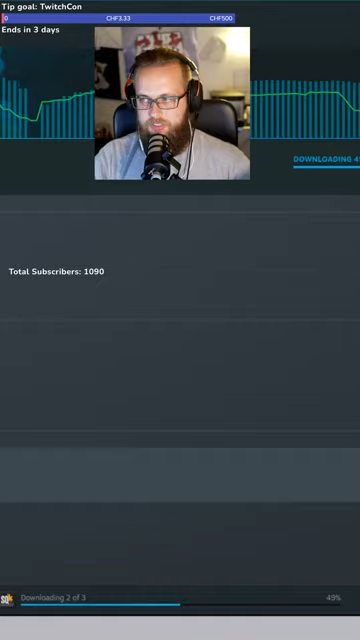 Tip goal: TwitchCon
0 CHF3,33 CHF500
Ends in 3 days
DOWNLOADING
Total Subscribers: 1090
Downloading 2 of 3 49%